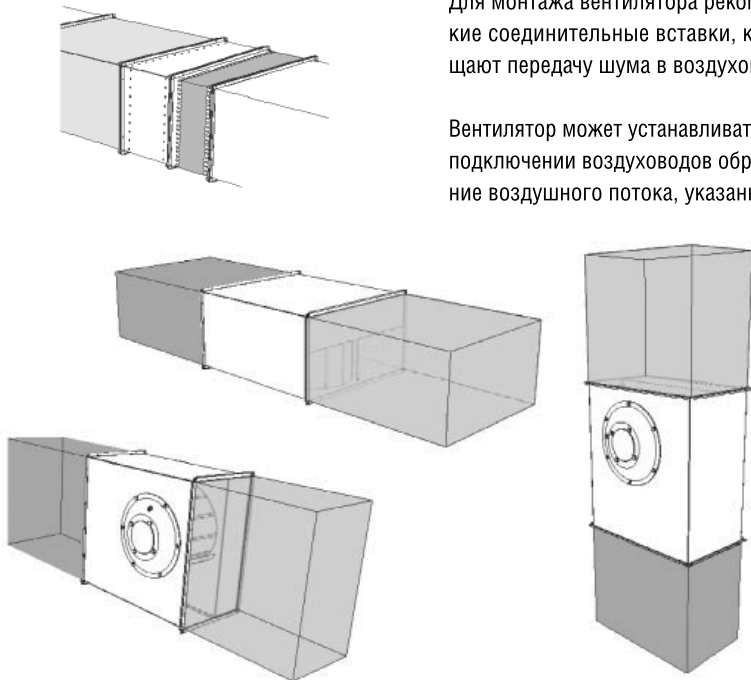 Для монтажа вентилятора реко
кие соединительные вставки, к
щают передачу шума в воздухо
Вентилятор может устанавливат
подключении воздуховодов обр
ние воздушного потока, указан